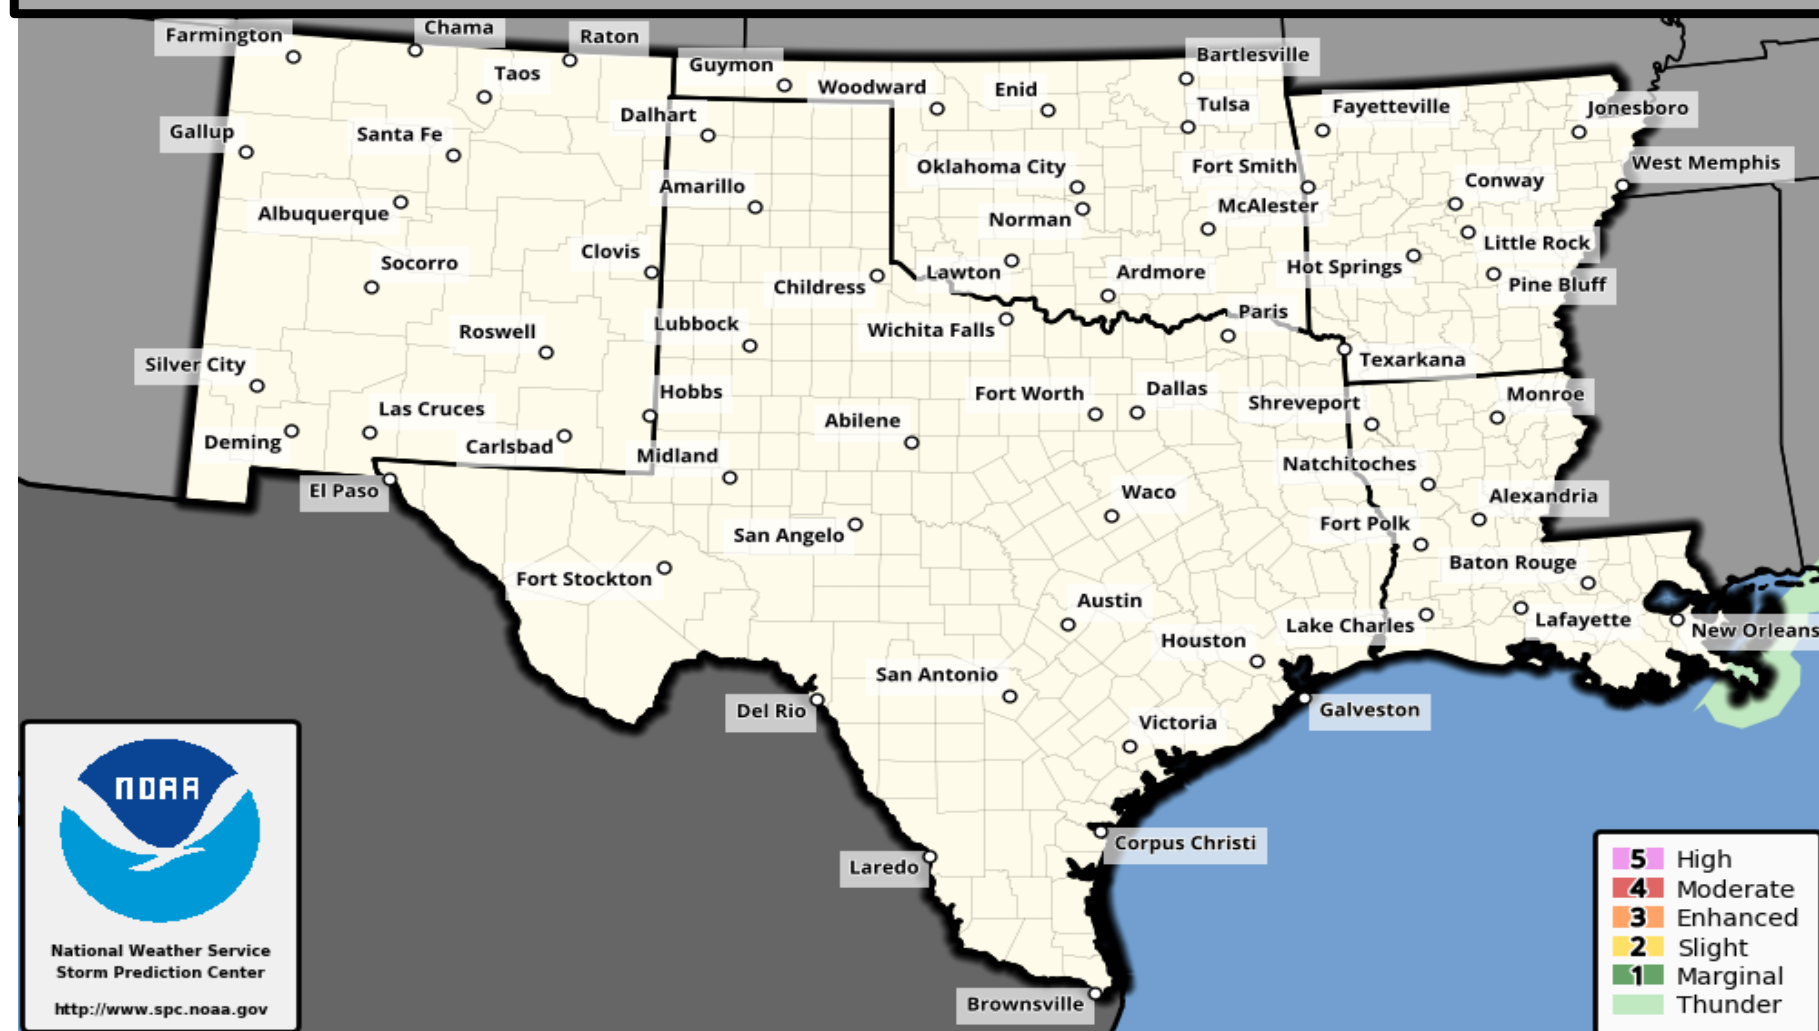 Farmington
Chama
Raton
Taos
Guymon
Woodward
Enid
Bartlesville
Tulsa
Fayetteville
Jonesboro
Gallup
Santa Fe
Dalhart
Oklahoma City
Fort Smith
Conway
West Memphis
Albuquerque
Amarillo
Norman
McAlester
Little Rock
Socorro
Clovis
Childress
Lawton
Ardmore
Hot Springs
Pine Bluff
Roswell
Lubbock
Wichita Falls
Paris
Texarkana
Silver City
Las Cruces
Hobbs
Abilene
Fort Worth
Dallas
Shreveport
Monroe
Deming
Carlsbad
Midland
Natchitoches
El Paso
San Angelo
Waco
Fort Polk
Alexandria
Fort Stockton
Austin
Baton Rouge
Houston
Lake Charles
Lafayette
New Orleans
San Antonio
Del Rio
Victoria
Galveston
Corpus Christi
Laredo
Brownsville
NOAA
National Weather Service
Storm Prediction Center
http://www.spc.noaa.gov
5 High
4 Moderate
3 Enhanced
2 Slight
1 Marginal
Thunder